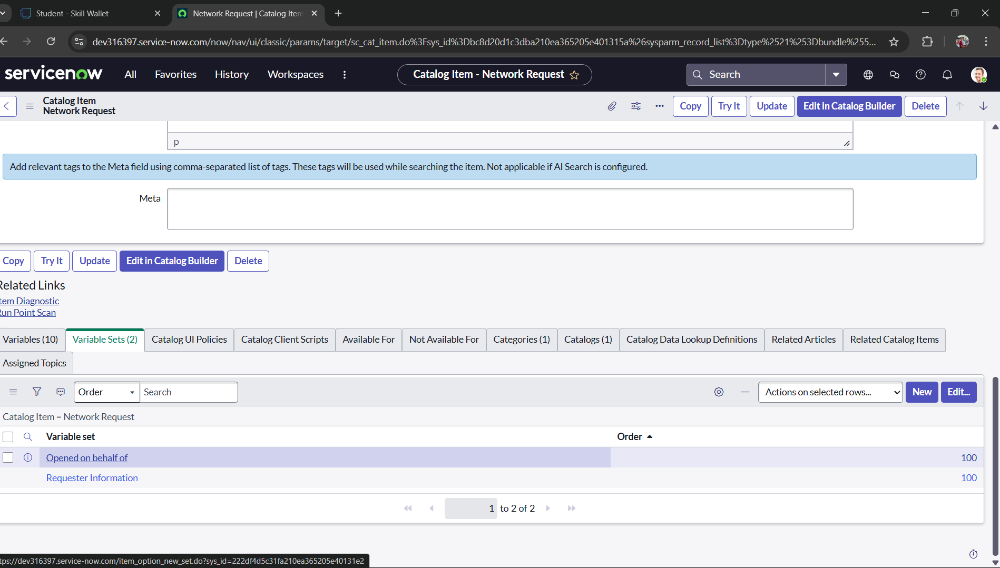 Student - Skill Wallet
Network Request | Catalog Item
dev316397.service-now.com/now/nav/ui/classic/params/target/sc_cat_item.do%3Fsys_id%3Dbc8d20d1c3dba210ea365205e401315a%26sysparm_record_list%3Dtype%2521%253Dbundle%255...
servicenow All Favorites History Workspaces Catalog Item - Network Request Search
Catalog Item
Network Request
Copy Try It Update Edit in Catalog Builder Delete
p
Add relevant tags to the Meta field using comma-separated list of tags. These tags will be used while searching the item. Not applicable if AI Search is configured.
Meta
Copy Try It Update Edit in Catalog Builder Delete
Related Links
tem Diagnostic
Run Point Scan
Variables (10) Variable Sets (2) Catalog UI Policies Catalog Client Scripts Available For Not Available For Categories (1) Catalogs (1) Catalog Data Lookup Definitions Related Articles Related Catalog Items
Assigned Topics
Order Search Actions on selected rows... New Edit...
Catalog Item = Network Request
Variable set Order
Opened on behalf of 100
Requester Information 100
1 to 2 of 2
tps://dev316397.service-now.com/item_option_new_set.do?sys_id=222df4d5c31fa210ea365205e40131e2